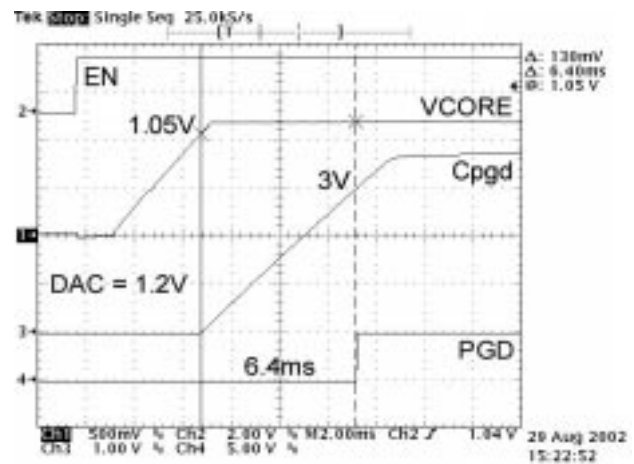 Tek Stop Single Seq 25.0kS/s
[T]
Δ: 130mV
Δ: 6.40ms
@: 1.05 V
EN
2
1.05V
VCORE
3V
Cpgd
1
DAC = 1.2V
3
PGD
6.4ms
4
Ch1 500mV Ch2 2.00 V M 2.00ms Ch2 1.04 V
Ch3 1.00 V Ch4 5.00 V
29 Aug 2002
15:22:52